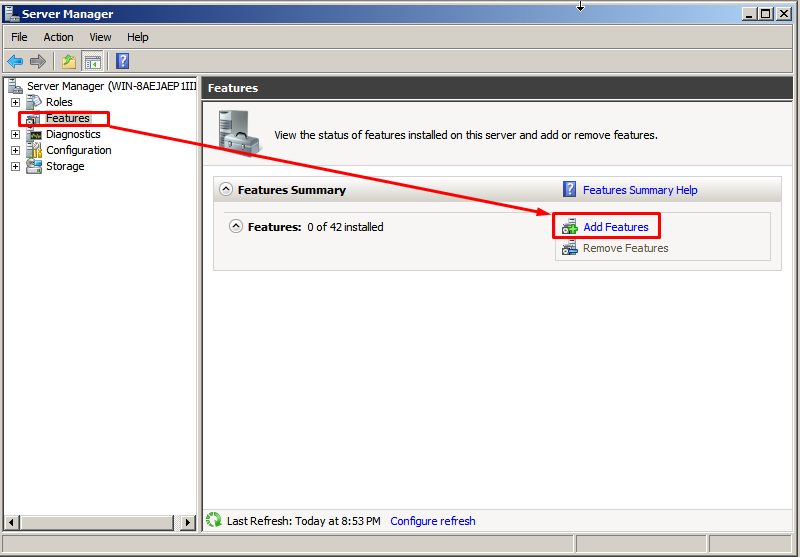 Server Manager
File Action View Help
Server Manager (WIN-8AEJAEP1III
Roles
Features
Diagnostics
Configuration
Storage
Features
View the status of features installed on this server and add or remove features.
Features Summary
Features Summary Help
Features: 0 of 42 installed
Add Features
Remove Features
Last Refresh: Today at 8:53 PM Configure refresh